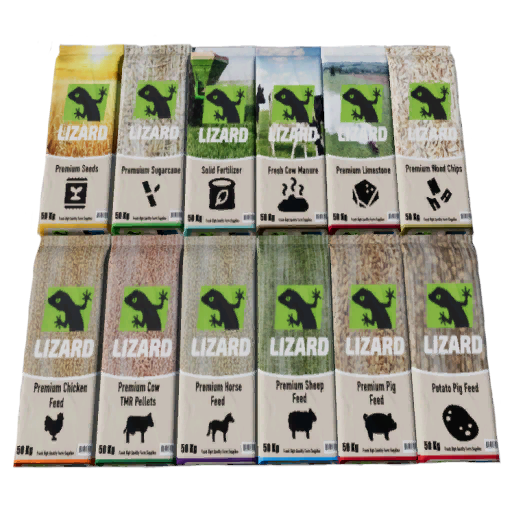 LIZARD
Premium Seeds
50 Kg
LIZARD
Premuium Sugarcane
50 Kg
LIZARD
Solid Fertilizer
50 Kg
LIZARD
Fresh Cow Manure
50 Kg
LIZARD
Premium Limestone
50 Kg
LIZARD
Premium Wood Chips
50 Kg
LIZARD
Premium Chicken
Feed
50 Kg
LIZARD
Premium Cow
TMR Pellets
50 Kg
LIZARD
Premium Horse
Feed
50 Kg
LIZARD
Premium Sheep
Feed
50 Kg
LIZARD
Premium Pig
Feed
50 Kg
LIZARD
Potato Pig Feed
50 Kg